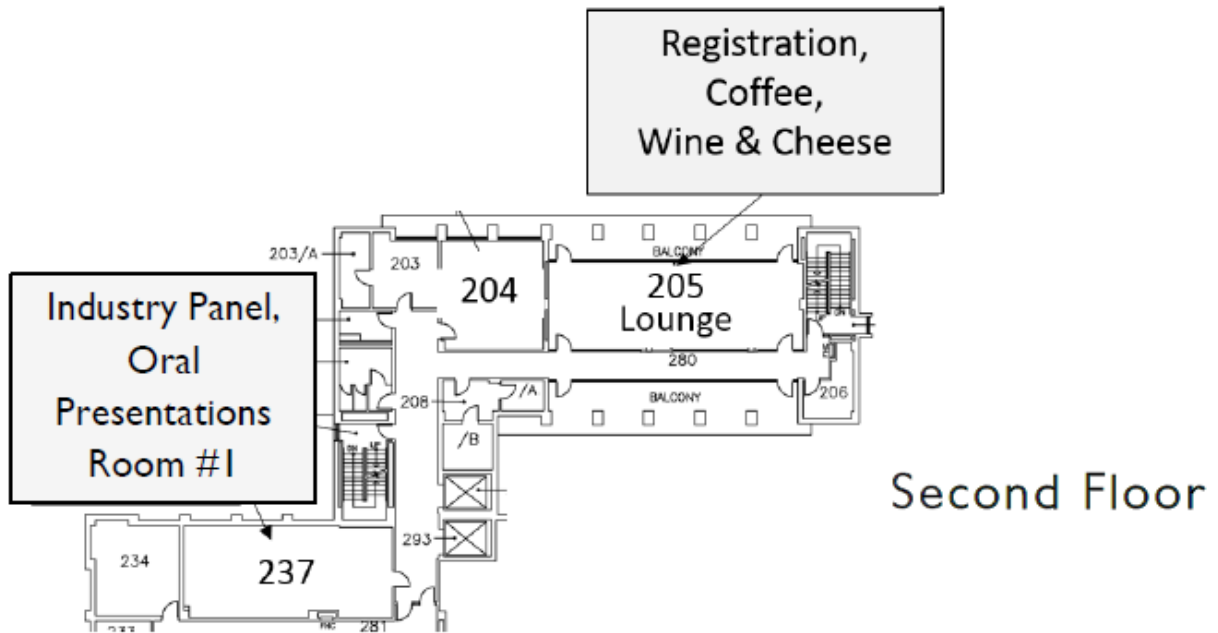 Registration,
Coffee,
Wine & Cheese
BALCONY
203/A
203
204
205
Lounge
Industry Panel,
Oral
Presentations
Room #1
280
208
/A
BALCONY
206
/B
UP
Second Floor
293
234
237
281